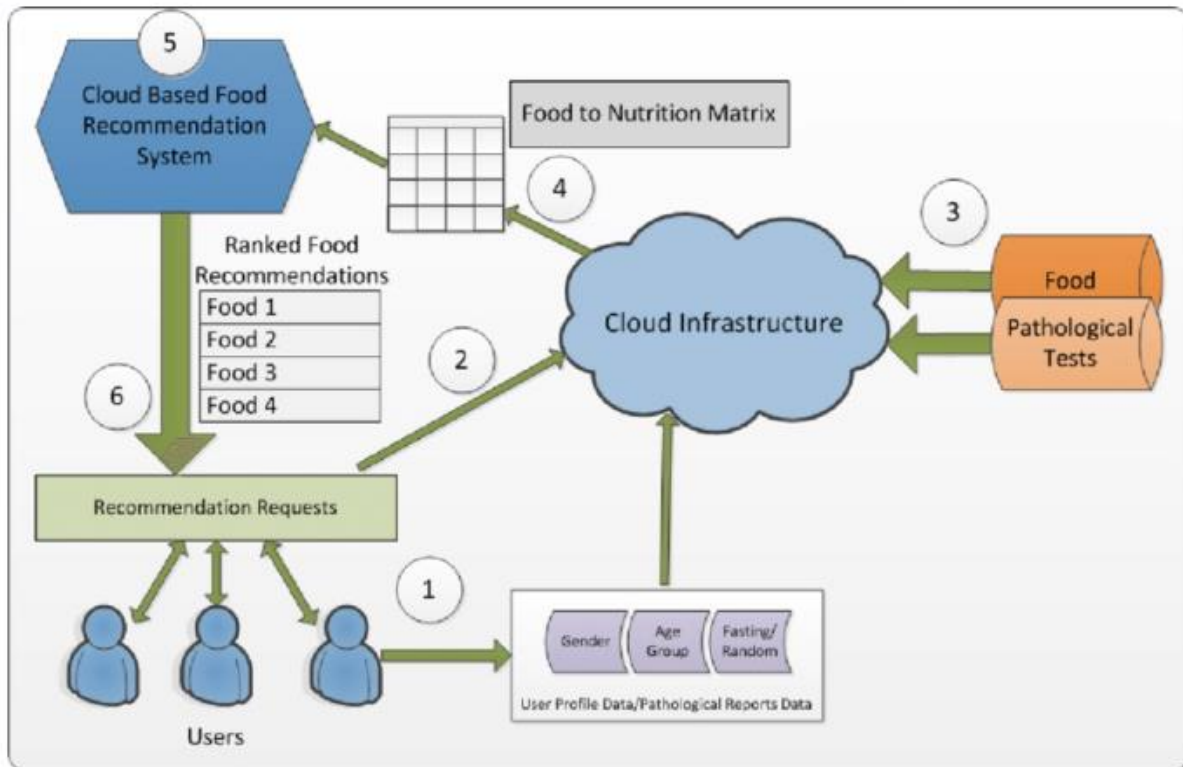 5
Cloud Based Food
Recommendation
System
Food to Nutrition Matrix
4
3
Food
Pathological
Tests
Cloud Infrastructure
Ranked Food
Recommendations
Food 1
Food 2
Food 3
Food 4
2
6
Recommendation Requests
1
Gender
Age
Group
Fasting/
Random
User Profile Data/Pathological Reports Data
Users